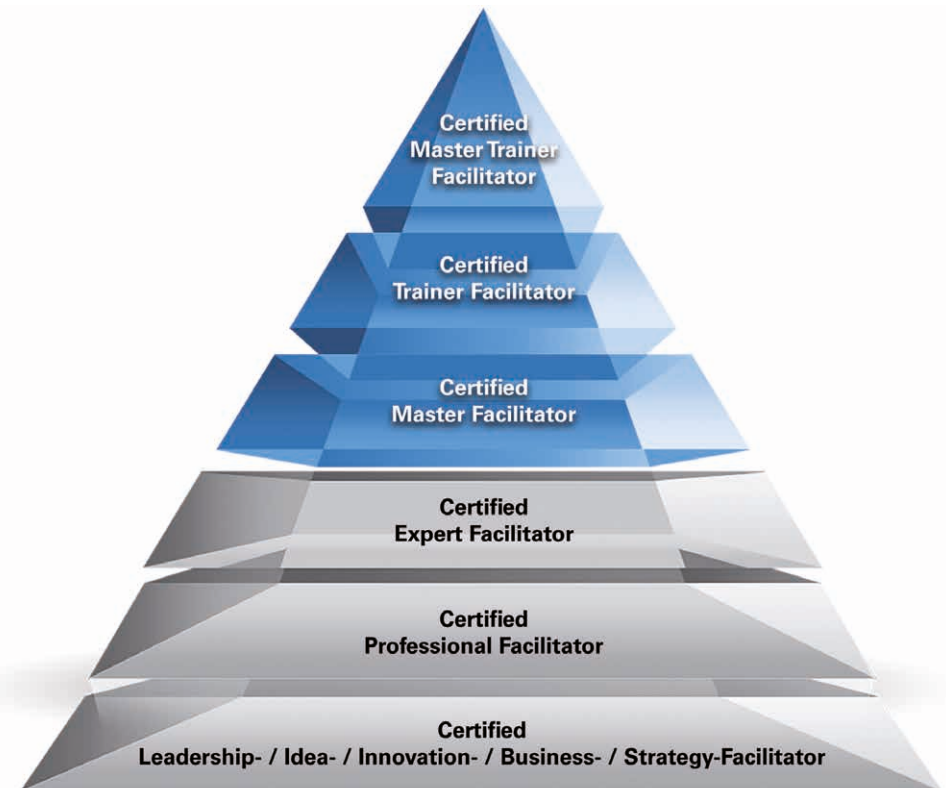 Certified
Master Trainer
Facilitator
Certified
Trainer Facilitator
Certified
Master Facilitator
Certified
Expert Facilitator
Certified
Professional Facilitator
Certified
Leadership- / Idea- / Innovation- / Business- / Strategy-Facilitator